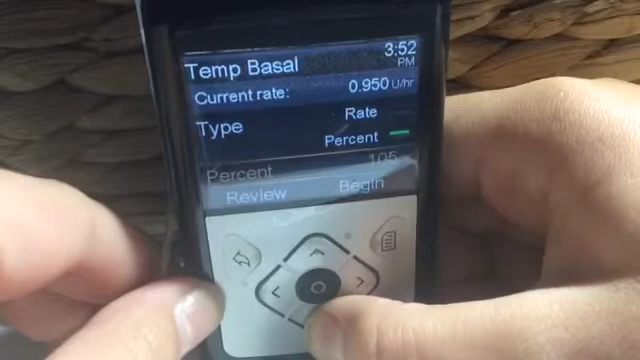 3:52
PM
Temp Basal
Current rate: 0.950 U/hr
Type Rate
Percent
Percent 105
Review Begin